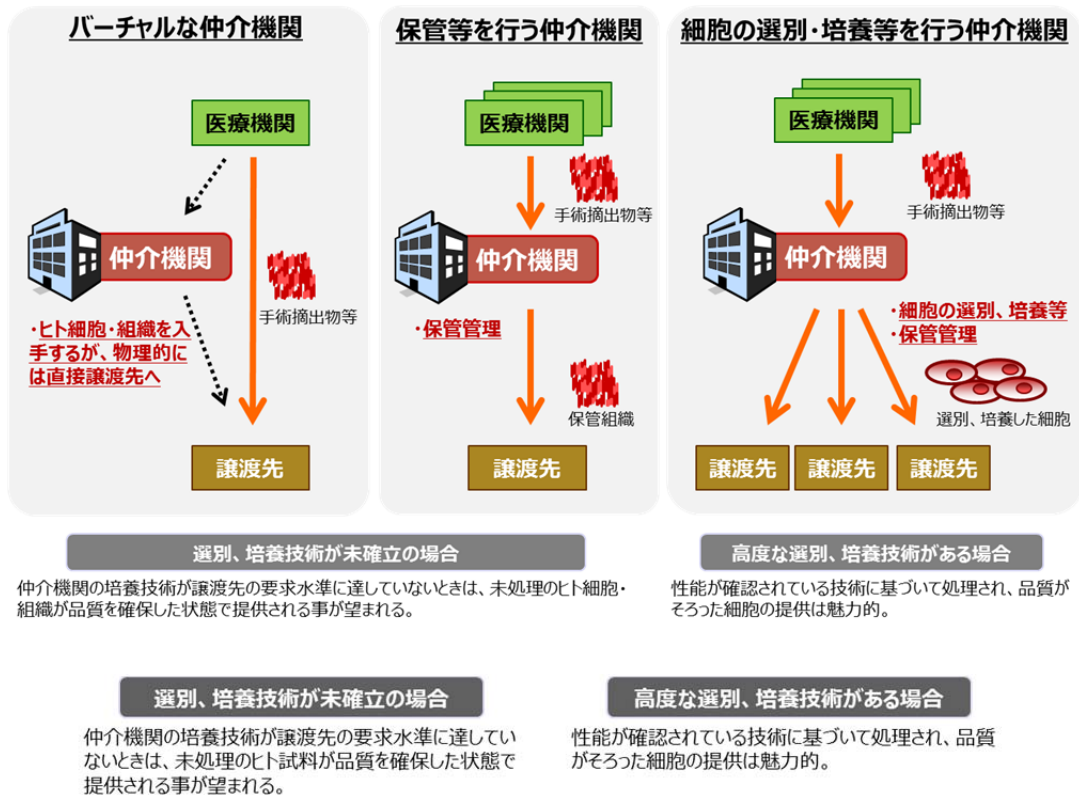 バーチャルな仲介機関
医療機関
仲介機関
手術摘出物等
・ヒト細胞・組織を入
手するが、物理的に
は直接譲渡先へ
譲渡先
保管等を行う仲介機関
医療機関
手術摘出物等
仲介機関
・保管管理
保管組織
譲渡先
細胞の選別・培養等を行う仲介機関
医療機関
手術摘出物等
仲介機関
・細胞の選別、培養等
・保管管理
選別、培養した細胞
譲渡先
譲渡先
譲渡先
選別、培養技術が未確立の場合
仲介機関の培養技術が譲渡先の要求水準に達していないときは、未処理のヒト細胞・
組織が品質を確保した状態で提供される事が望まれる。
高度な選別、培養技術がある場合
性能が確認されている技術に基づいて処理され、品質が
そろった細胞の提供は魅力的。
選別、培養技術が未確立の場合
仲介機関の培養技術が譲渡先の要求水準に達してい
ないときは、未処理のヒト試料が品質を確保した状態で
提供される事が望まれる。
高度な選別、培養技術がある場合
性能が確認されている技術に基づいて処理され、品質
がそろった細胞の提供は魅力的。